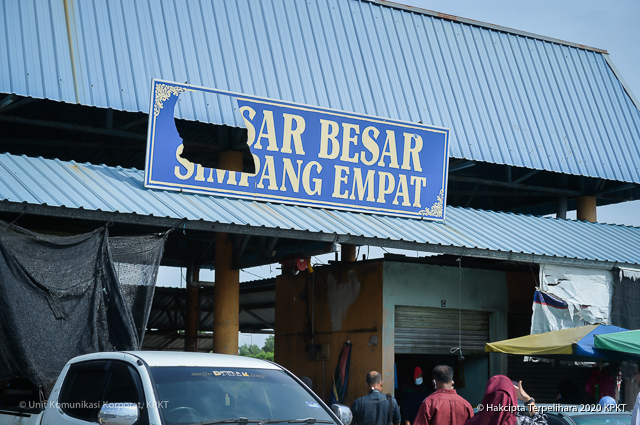 SAR BESAR
SIMPANG EMPAT
© Unit Komunikasi Korporat, KPKT
© Hakcipta Terpelihara 2020 KPKT